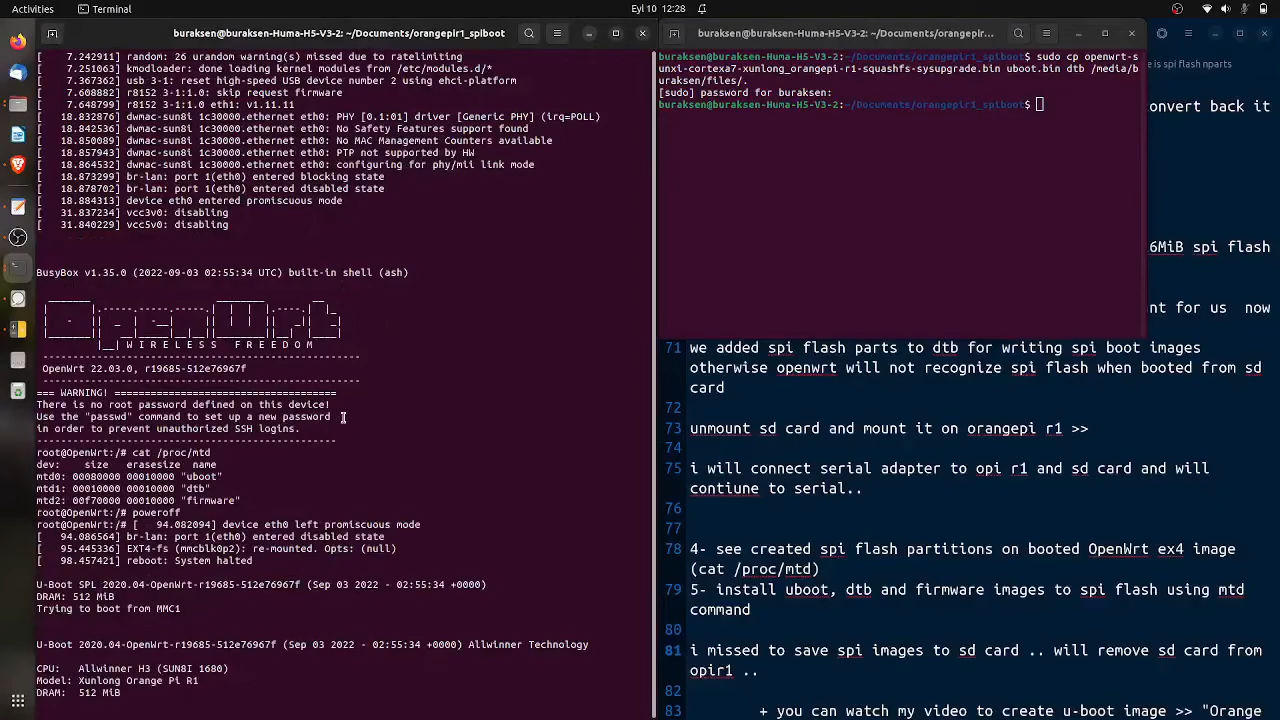 Activities
Terminal
Eyl 10 12:28
buraksen@buraksen-Huma-H5-V3-2: ~/Documents/orangepir1_spiboot
[    7.242911] random: 26 urandom warning(s) missed due to ratelimiting
[    7.251063] kmodloader: done loading kernel modules from /etc/modules.d/*
[    7.367362] usb 3-1: reset high-speed USB device number 2 using ehci-platform
[    7.608882] r8152 3-1:1.0: skip request firmware
[    7.648799] r8152 3-1:1.0 eth1: v1.11.11
[   18.832876] dwmac-sun8i 1c30000.ethernet eth0: PHY [0.1:01] driver [Generic PHY] (irq=POLL)
[   18.842536] dwmac-sun8i 1c30000.ethernet eth0: No Safety Features support found
[   18.850089] dwmac-sun8i 1c30000.ethernet eth0: No MAC Management Counters available
[   18.857943] dwmac-sun8i 1c30000.ethernet eth0: PTP not supported by HW
[   18.864532] dwmac-sun8i 1c30000.ethernet eth0: configuring for phy/mii link mode
[   18.873299] br-lan: port 1(eth0) entered blocking state
[   18.878702] br-lan: port 1(eth0) entered disabled state
[   18.884313] device eth0 entered promiscuous mode
[   31.837234] vcc3v0: disabling
[   31.840229] vcc5v0: disabling
BusyBox v1.35.0 (2022-09-03 02:55:34 UTC) built-in shell (ash)
W I R E L E S S   F R E E D O M
OpenWrt 22.03.0, r19685-512e76967f
=== WARNING! =====================================
There is no root password defined on this device!
Use the "passwd" command to set up a new password
in order to prevent unauthorized SSH logins.
root@OpenWrt:/# cat /proc/mtd
dev:    size   erasesize  name
mtd0: 00080000 00010000 "uboot"
mtd1: 00010000 00010000 "dtb"
mtd2: 00f70000 00010000 "firmware"
root@OpenWrt:/# poweroff
root@OpenWrt:/# [   94.082094] device eth0 left promiscuous mode
[   94.086564] br-lan: port 1(eth0) entered disabled state
[   95.445336] EXT4-fs (mmcblk0p2): re-mounted. Opts: (null)
[   98.457421] reboot: System halted
U-Boot SPL 2020.04-OpenWrt-r19685-512e76967f (Sep 03 2022 - 02:55:34 +0000)
DRAM: 512 MiB
Trying to boot from MMC1
U-Boot 2020.04-OpenWrt-r19685-512e76967f (Sep 03 2022 - 02:55:34 +0000) Allwinner Technology
CPU:   Allwinner H3 (SUN8I 1680)
Model: Xunlong Orange Pi R1
DRAM:  512 MiB
buraksen@buraksen-Huma-H5-V3-2: ~/Documents/orangepir...
buraksen@buraksen-Huma-H5-V3-2:~/Documents/orangepir1_spiboot$ sudo cp openwrt-s
unxi-cortexa7-xunlong_orangepi-r1-squashfs-sysupgrade.bin uboot.bin dtb /media/b
uraksen/files/.
[sudo] password for buraksen:
buraksen@buraksen-Huma-H5-V3-2:~/Documents/orangepir1_spiboot$
e is spi flash nparts
onvert back it
6MiB spi flash
nt for us  now
71 we added spi flash parts to dtb for writing spi boot images
otherwise openwrt will not recognize spi flash when booted from sd
card
72
73 unmount sd card and mount it on orangepi r1 >>
74
75 i will connect serial adapter to opi r1 and sd card and will
contiune to serial..
76
77
78 4- see created spi flash partitions on booted OpenWrt ex4 image
(cat /proc/mtd)
79 5- install uboot, dtb and firmware images to spi flash using mtd
command
80
81 i missed to save spi images to sd card .. will remove sd card from
opir1 ..
82
83 + you can watch my video to create u-boot image >> "Orange